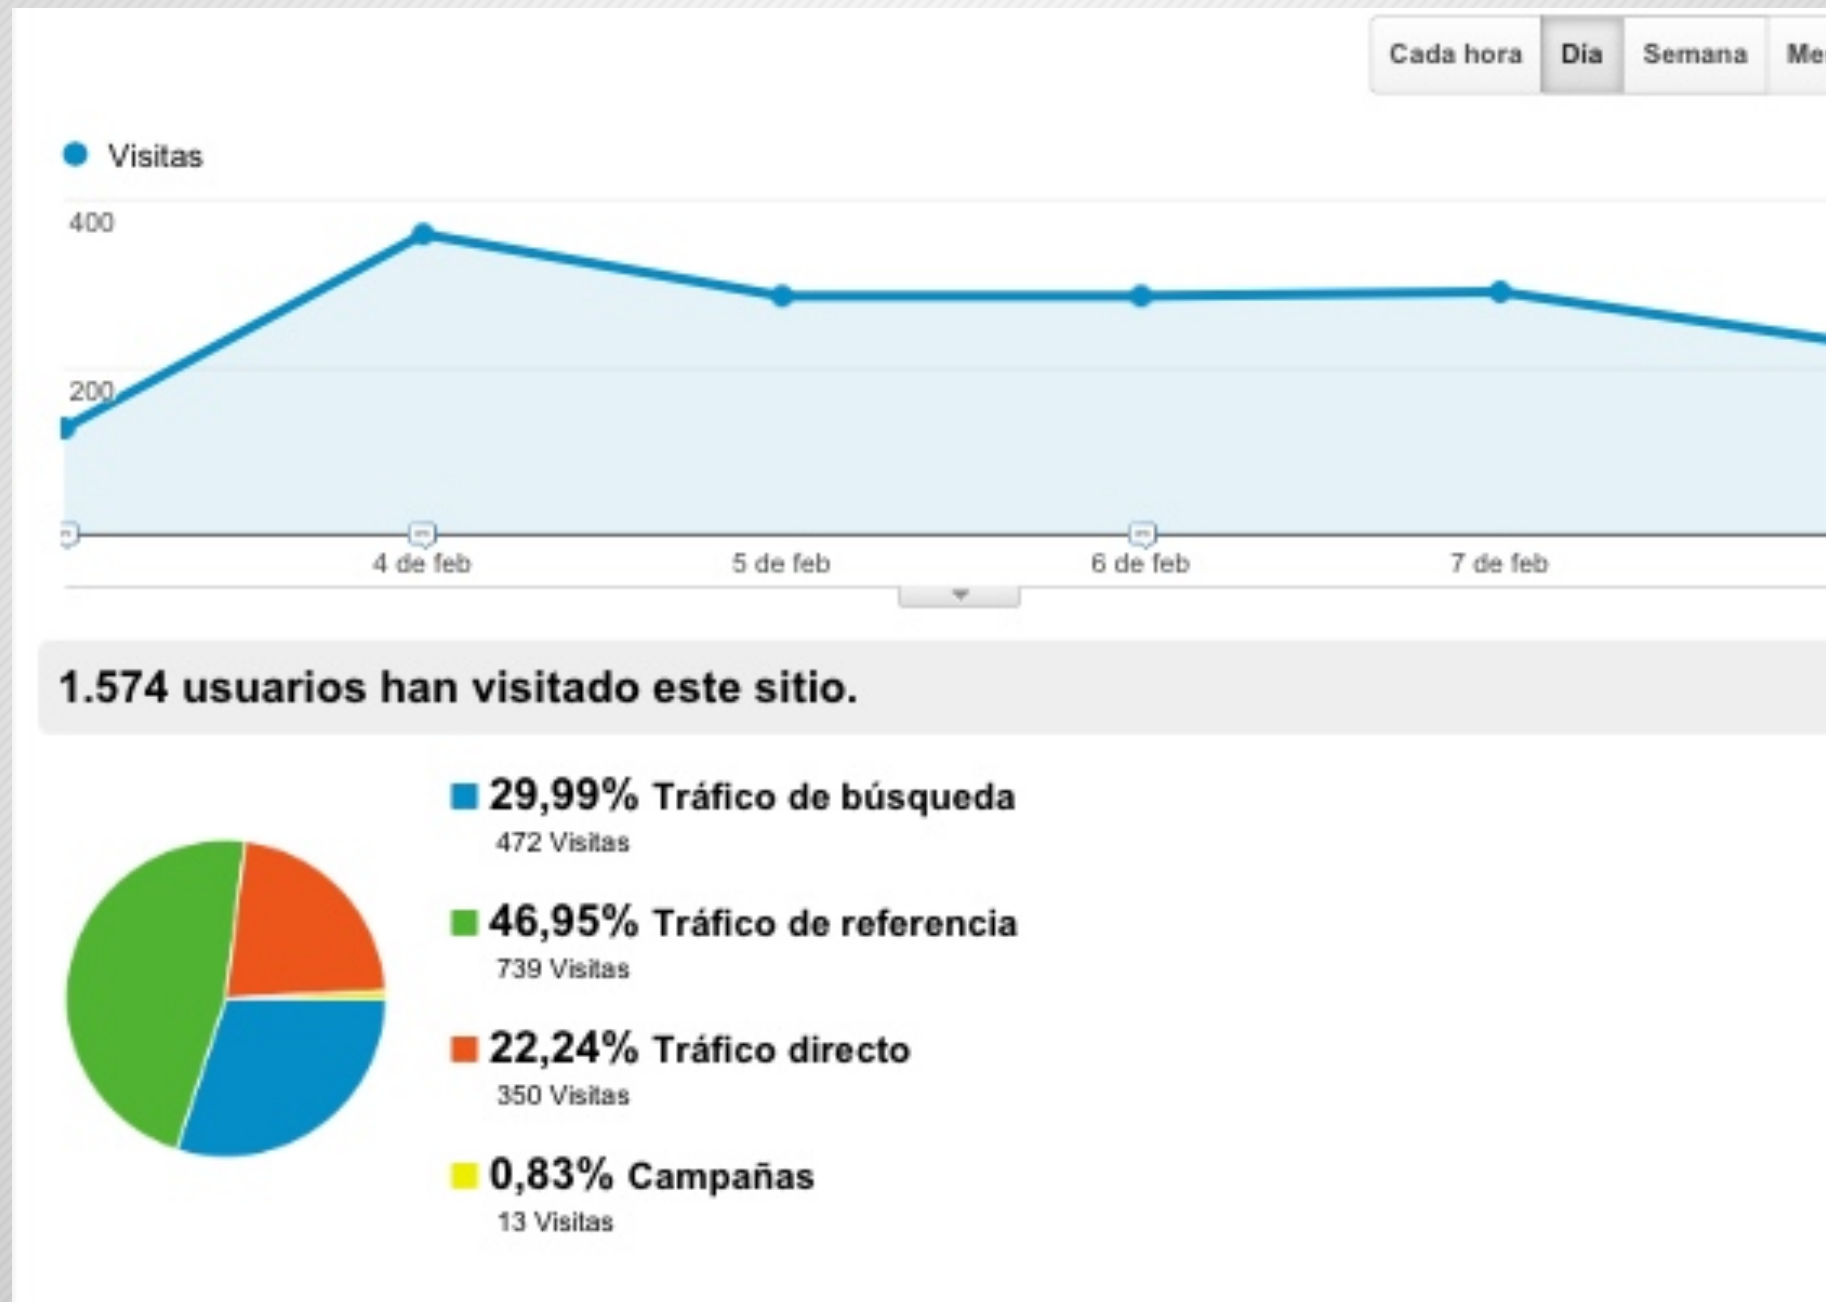 Cada hora Día Semana
Visitas
400
200
4 de feb 5 de feb 6 de feb 7 de feb
1.574 usuarios han visitado este sitio.
29,99% Tráfico de búsqueda
472 Visitas
46,95% Tráfico de referencia
739 Visitas
22,24% Tráfico directo
350 Visitas
0,83% Campañas
13 Visitas